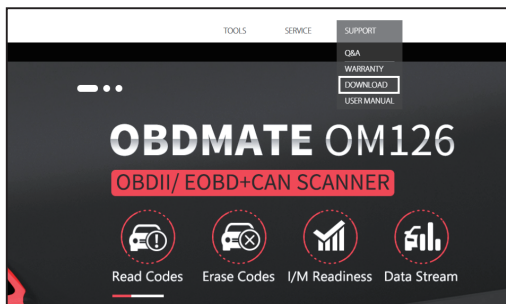 TOOLS SERVICE SUPPORT
Q&A
WARRANTY
DOWNLOAD
USER MANUAL
OBDMATE OM126
OBDII/ EOBD+CAN SCANNER
Read Codes Erase Codes I/M Readiness Data Stream